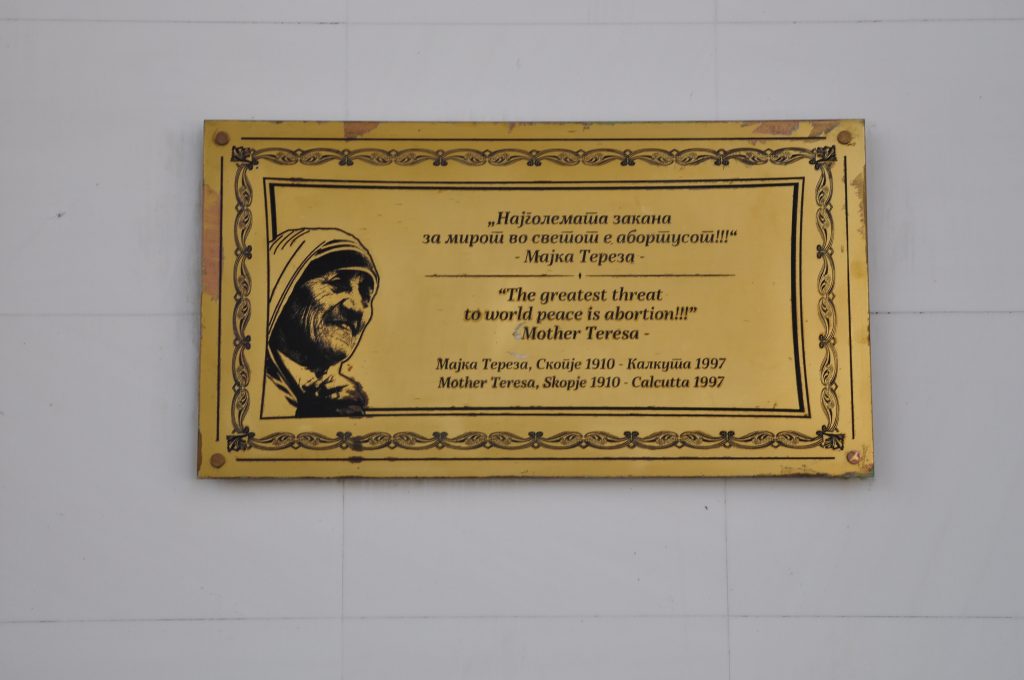 „Најголемата закана
за мирот во светот е абортусот!!!“
- Мајка Тереза -
“The greatest threat
to world peace is abortion!!!”
- Mother Teresa -
Мајка Тереза, Скопје 1910 - Калкута 1997
Mother Teresa, Skopje 1910 - Calcutta 1997